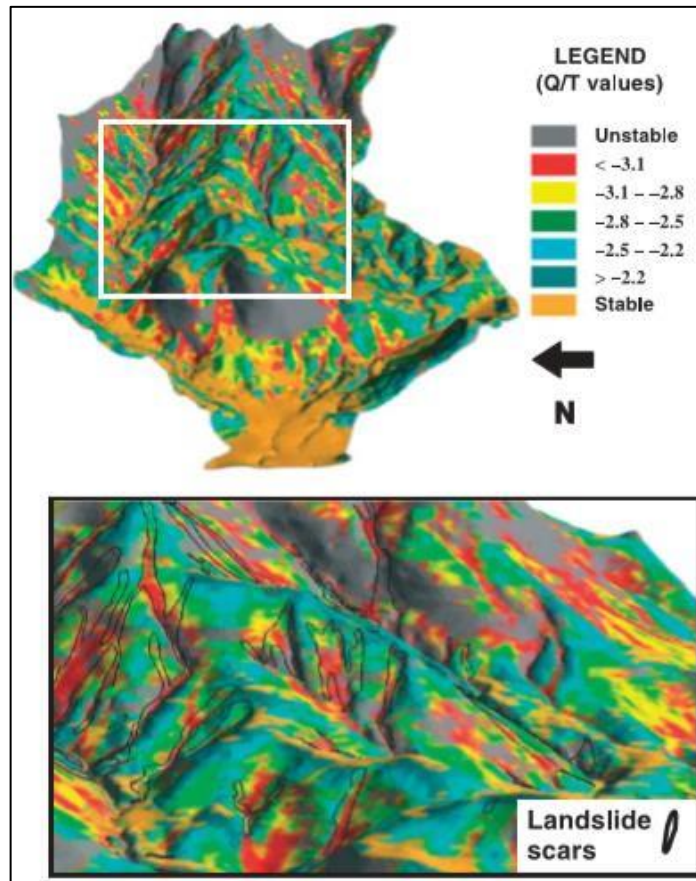 LEGEND
(Q/T values)
Unstable
< –3.1
–3.1 – –2.8
–2.8 – –2.5
–2.5 – –2.2
> –2.2
Stable
N
Landslide
scars